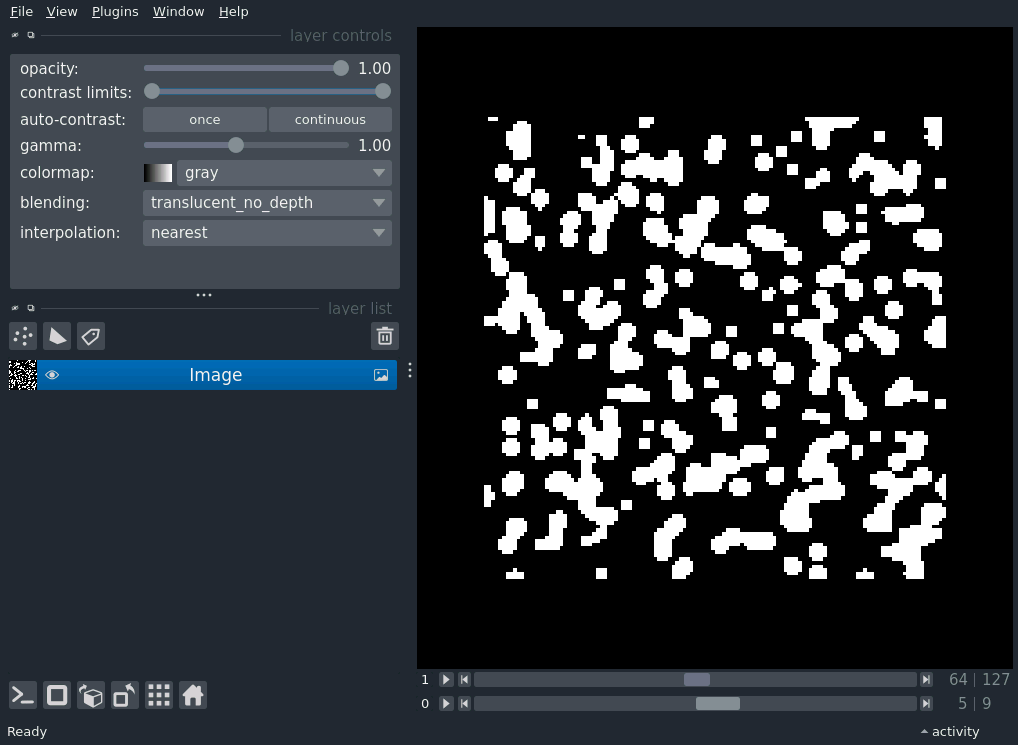 File View Plugins Window Help
layer controls
opacity: 1.00
contrast limits:
auto-contrast: once continuous
gamma: 1.00
colormap: gray
blending: translucent_no_depth
interpolation: nearest
layer list
Image
1 64 | 127
0 5 | 9
Ready activity